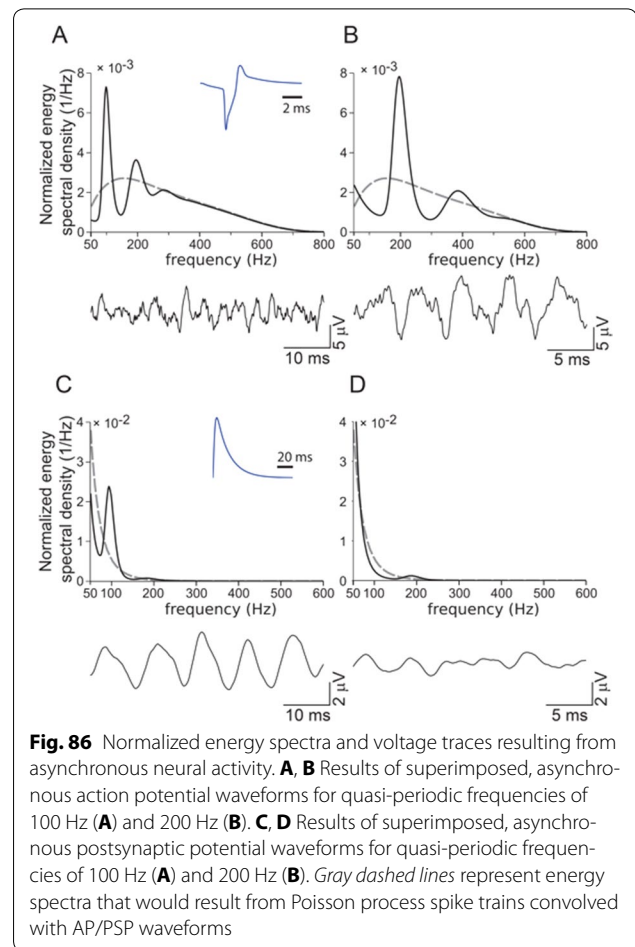 A
B
× 10-3
8
6
4
2
0
Normalized energy
spectral density (1/Hz)
2 ms
50
200
400
600
800
frequency (Hz)
× 10-3
8
6
4
2
0
50
200
400
600
800
frequency (Hz)
5 μV
10 ms
5 μV
5 ms
C
D
× 10-2
4
3
2
1
0
Normalized energy
spectral density (1/Hz)
20 ms
50 100
200
300
400
500
600
frequency (Hz)
× 10-2
4
3
2
1
0
50 100
200
300
400
500
600
frequency (Hz)
2 μV
10 ms
2 μV
5 ms
Fig. 86 Normalized energy spectra and voltage traces resulting from
asynchronous neural activity. A, B Results of superimposed, asynchro-
nous action potential waveforms for quasi-periodic frequencies of
100 Hz (A) and 200 Hz (B). C, D Results of superimposed, asynchro-
nous postsynaptic potential waveforms for quasi-periodic frequen-
cies of 100 Hz (A) and 200 Hz (B). Gray dashed lines represent energy
spectra that would result from Poisson process spike trains convolved
with AP/PSP waveforms